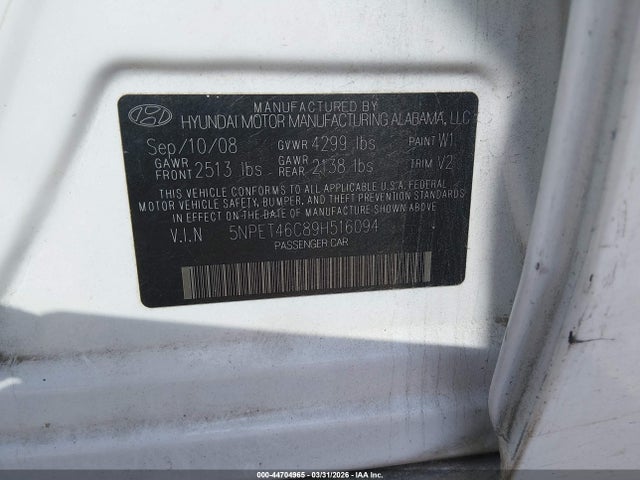 MANUFACTURED BY
HYUNDAI MOTOR MANUFACTURING ALABAMA, LLC
Sep/10/08 GVWR 4299 lbs PAINT W1
GAWR FRONT 2513 lbs GAWR REAR 2138 lbs TRIM V2
THIS VEHICLE CONFORMS TO ALL APPLICABLE U.S.A. FEDERAL
MOTOR VEHICLE SAFETY, BUMPER, AND THEFT PREVENTION
STANDARDS IN EFFECT ON THE DATE OF MANUFACTURE SHOWN ABOVE
V.I.N 5NPET46C89H516094
PASSENGER CAR
000-44704965 - 03/31/2026 - IAAI.COM